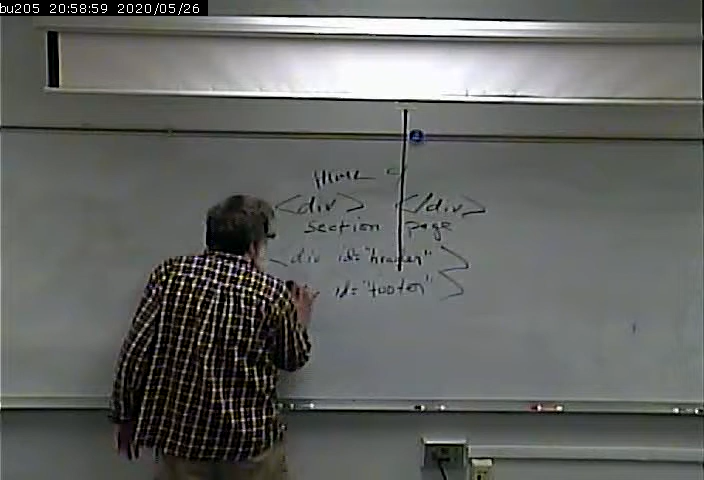 bu205 20:58:59 2020/05/26
HTML
<div> </div>
section page
<div id="header">
id="footer">